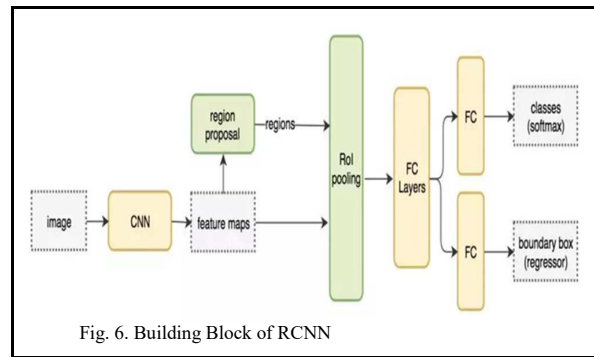 image
CNN
feature maps
region
proposal
regions
RoI
pooling
FC
Layers
FC
classes
(softmax)
FC
boundary box
(regressor)
Fig. 6. Building Block of RCNN